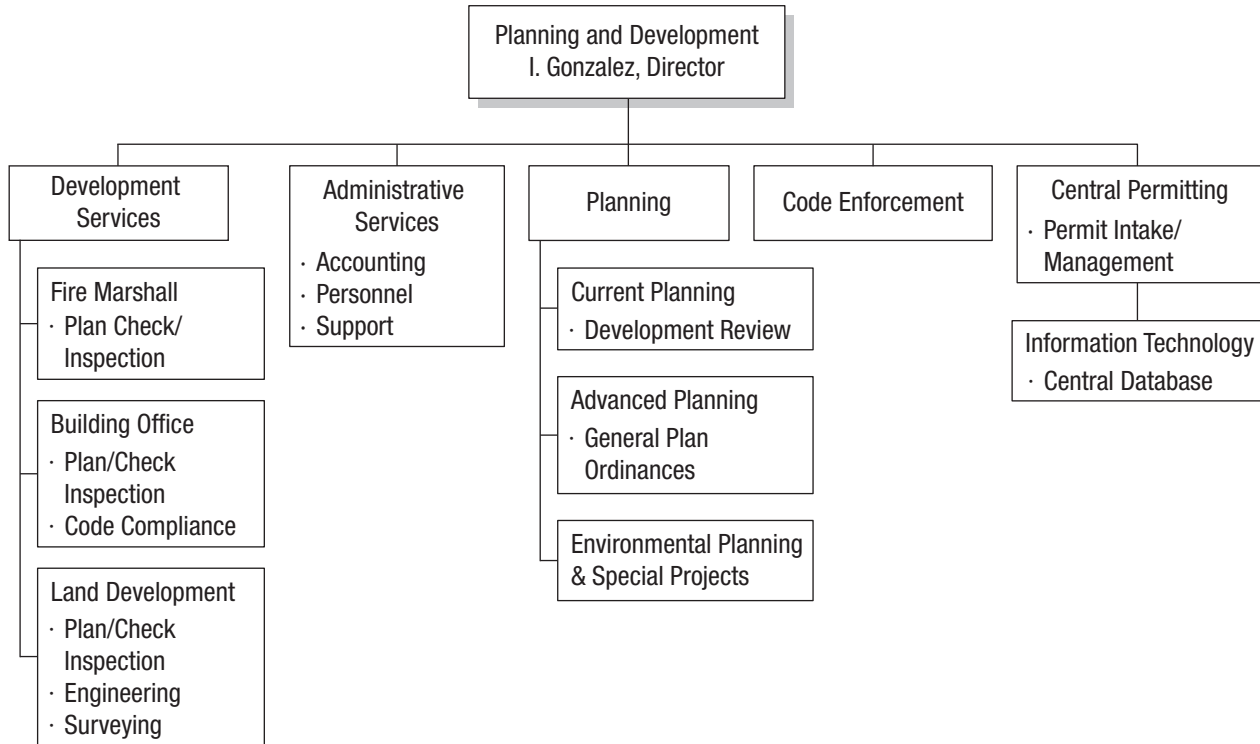 Planning and Development
I. Gonzalez, Director
Development
Services
Fire Marshall
· Plan Check/
Inspection
Building Office
· Plan/Check
Inspection
· Code Compliance
Land Development
· Plan/Check
Inspection
· Engineering
· Surveying
Administrative
Services
· Accounting
· Personnel
· Support
Planning
Current Planning
· Development Review
Advanced Planning
· General Plan
Ordinances
Environmental Planning
& Special Projects
Code Enforcement
Central Permitting
· Permit Intake/
Management
Information Technology
· Central Database